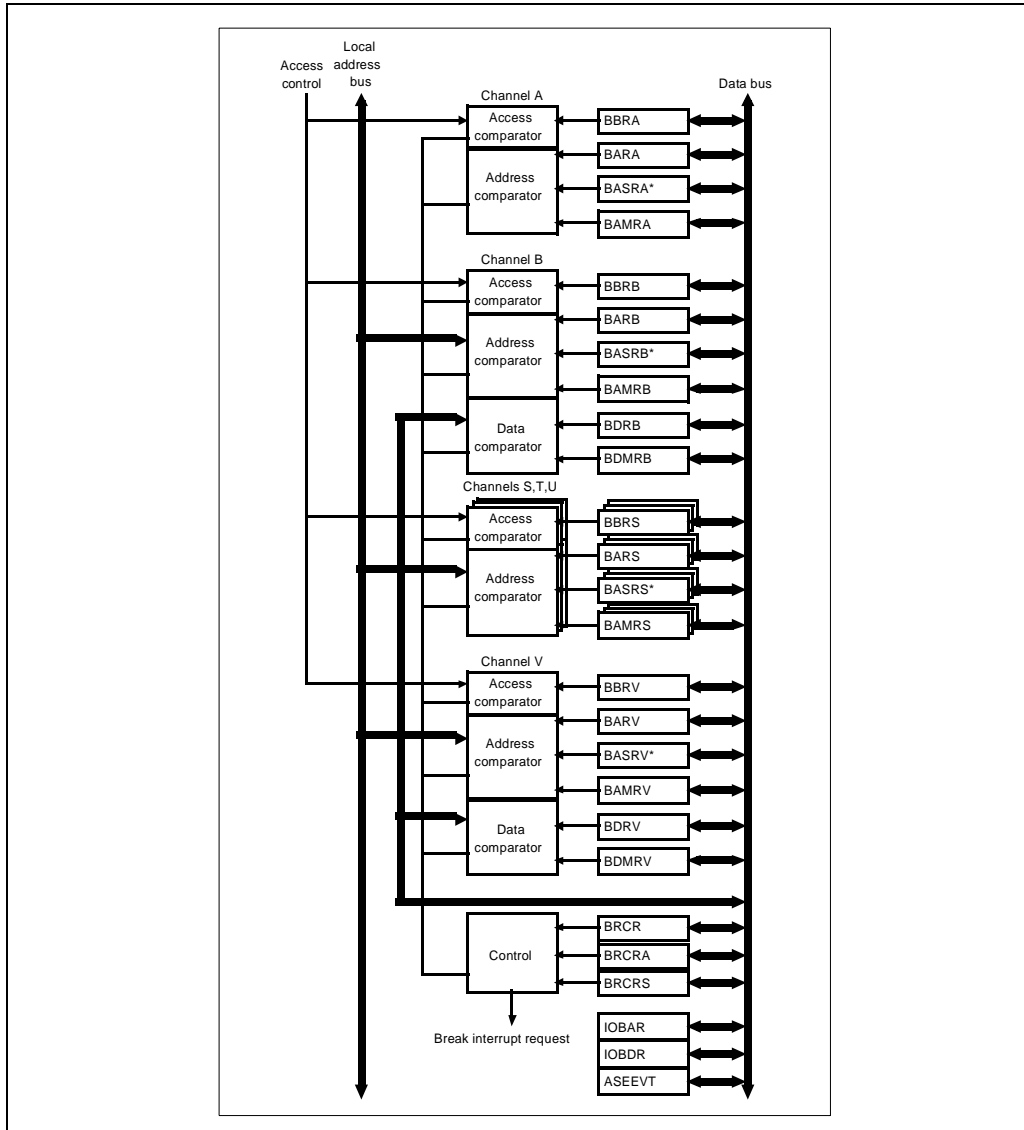 Access
control
Local
address
bus
Data bus
Channel A
Access
comparator
BBRA
BARA
Address
comparator
BASRA*
BAMRA
Channel B
Access
comparator
BBRB
BARB
Address
comparator
BASRB*
BAMRB
Data
comparator
BDRB
BDMRB
Channels S,T,U
Access
comparator
BBRS
BARS
Address
comparator
BASRS*
BAMRS
Channel V
Access
comparator
BBRV
BARV
Address
comparator
BASRV*
BAMRV
Data
comparator
BDRV
BDMRV
Control
BRCR
BRCRA
BRCRS
Break interrupt request
IOBAR
IOBDR
ASEEVT